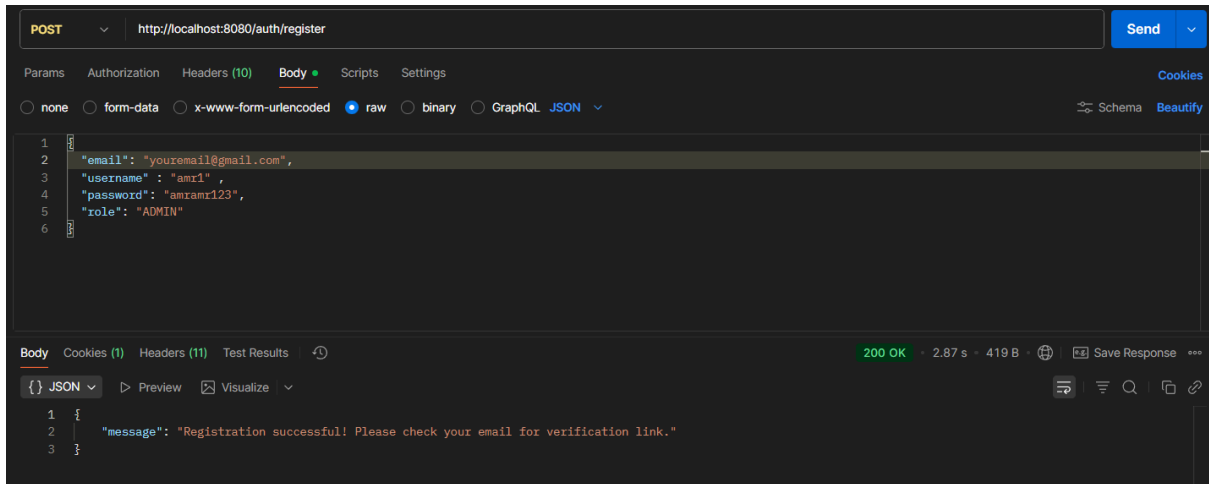 POST http://localhost:8080/auth/register Send
Params Authorization Headers (10) Body Scripts Settings Cookies
none form-data x-www-form-urlencoded raw binary GraphQL JSON Schema Beautify
1 {
2 "email": "youremail@gmail.com",
3 "username" : "amr1" ,
4 "password": "amramr123",
5 "role": "ADMIN"
6 }
Body Cookies (1) Headers (11) Test Results 200 OK 2.87 s 419 B e.g. Save Response
{} JSON Preview Visualize
1 {
2 "message": "Registration successful! Please check your email for verification link."
3 }